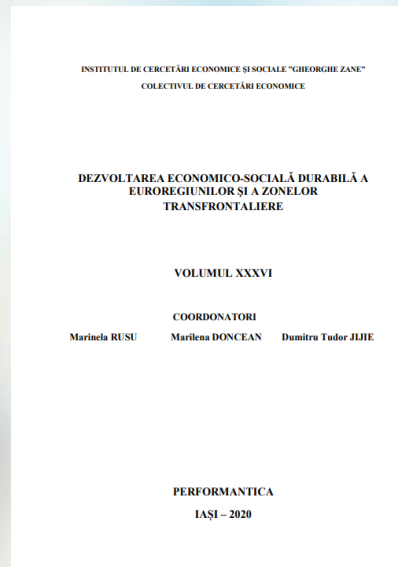 INSTITUTUL DE CERCETĂRI ECONOMICE ȘI SOCIALE "GHEORGHE ZANE"
COLECTIVUL DE CERCETĂRI ECONOMICE
DEZVOLTAREA ECONOMICO-SOCIALĂ DURABILĂ A
EUROREGIUNILOR ȘI A ZONELOR
TRANSFRONTALIERE
VOLUMUL XXXVI
COORDONATORI
Marinela RUSU Marilena DONCEAN Dumitru Tudor JIJIE
PERFORMANTICA
IAȘI – 2020